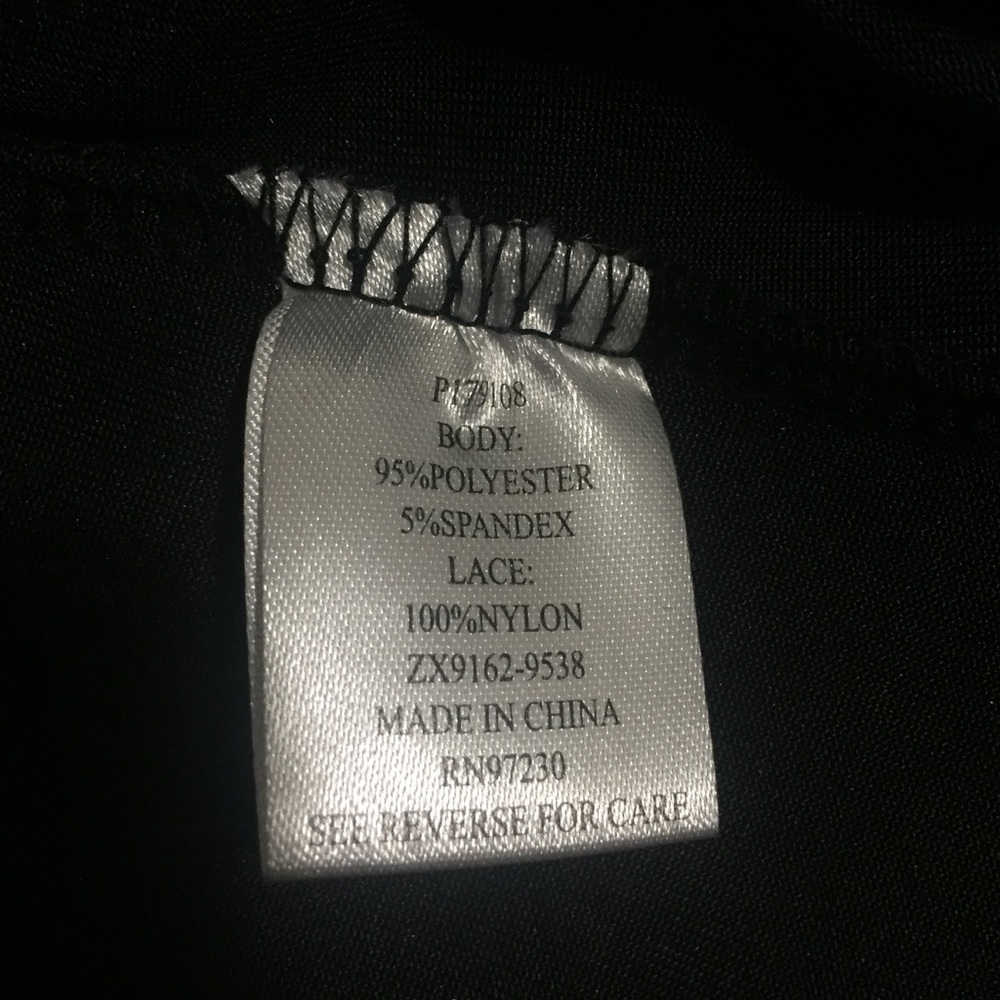 P179108
BODY:
95%POLYESTER
5%SPANDEX
LACE:
100%NYLON
ZX9162-9538
MADE IN CHINA
RN97230
SEE REVERSE FOR CARE